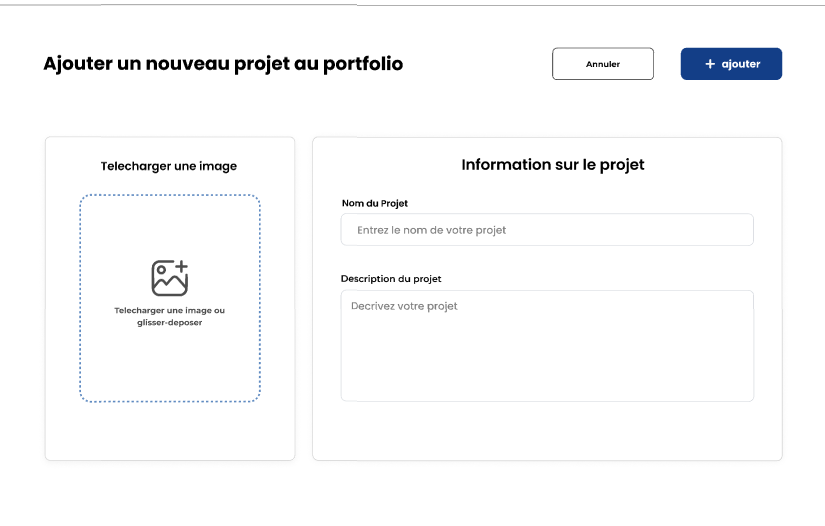 Ajouter un nouveau projet au portfolio
Annuler
+ ajouter
Telecharger une image
Telecharger une image ou
glisser-deposer
Information sur le projet
Nom du Projet
Entrez le nom de votre projet
Description du projet
Decrivez votre projet